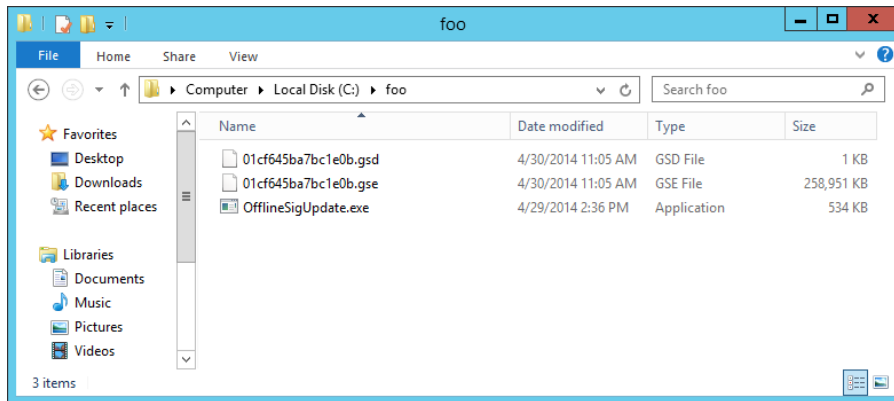 foo
File Home Share View
Computer Local Disk (C:) foo Search foo
Favorites
Desktop
Downloads
Recent places
Libraries
Documents
Music
Pictures
Videos
Name Date modified Type Size
01cf645ba7bc1e0b.gsd 4/30/2014 11:05 AM GSD File 1 KB
01cf645ba7bc1e0b.gse 4/30/2014 11:05 AM GSE File 258,951 KB
OfflineSigUpdate.exe 4/29/2014 2:36 PM Application 534 KB
3 items